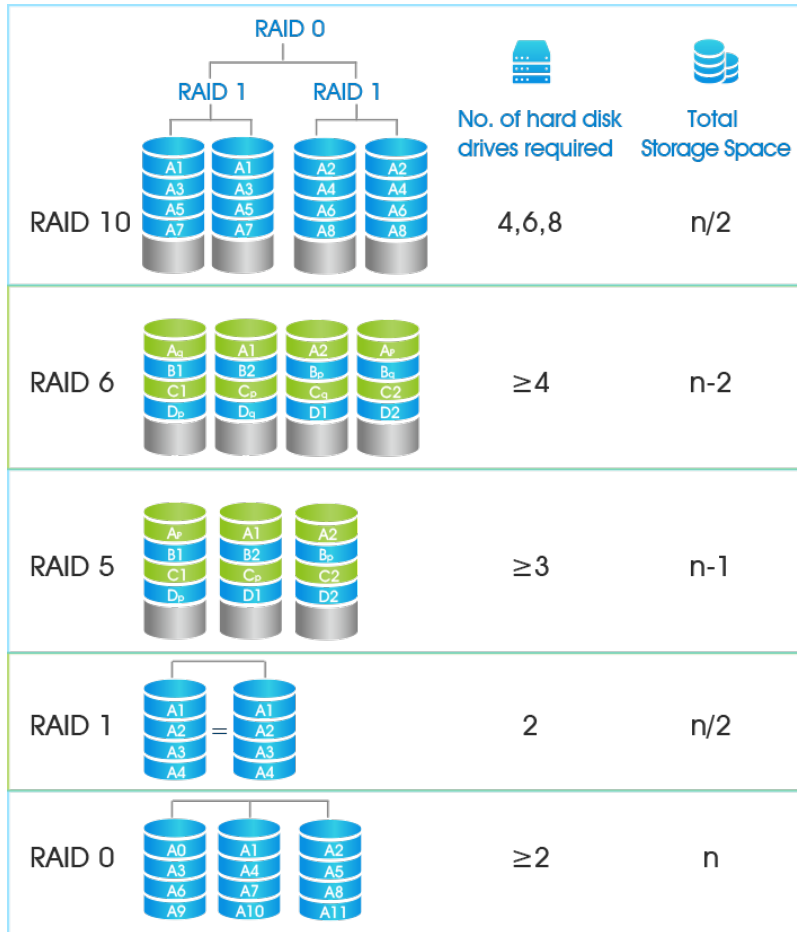 RAID 0
RAID 1 RAID 1
No. of hard disk drives required
Total Storage Space
A1 A1 A2 A2
A3 A3 A4 A4
A5 A5 A6 A6
A7 A7 A8 A8
RAID 10
4,6,8
n/2
Aq A1 A2 Ap
B1 B2 Bp Bq
C1 Cp Cq C2
Dp Dq D1 D2
RAID 6
≥4
n-2
Ap A1 A2
B1 B2 Bp
C1 Cp C2
Dp D1 D2
RAID 5
≥3
n-1
A1 A1
A2 = A2
A3 A3
A4 A4
RAID 1
2
n/2
A0 A1 A2
A3 A4 A5
A6 A7 A8
A9 A10 A11
RAID 0
≥2
n